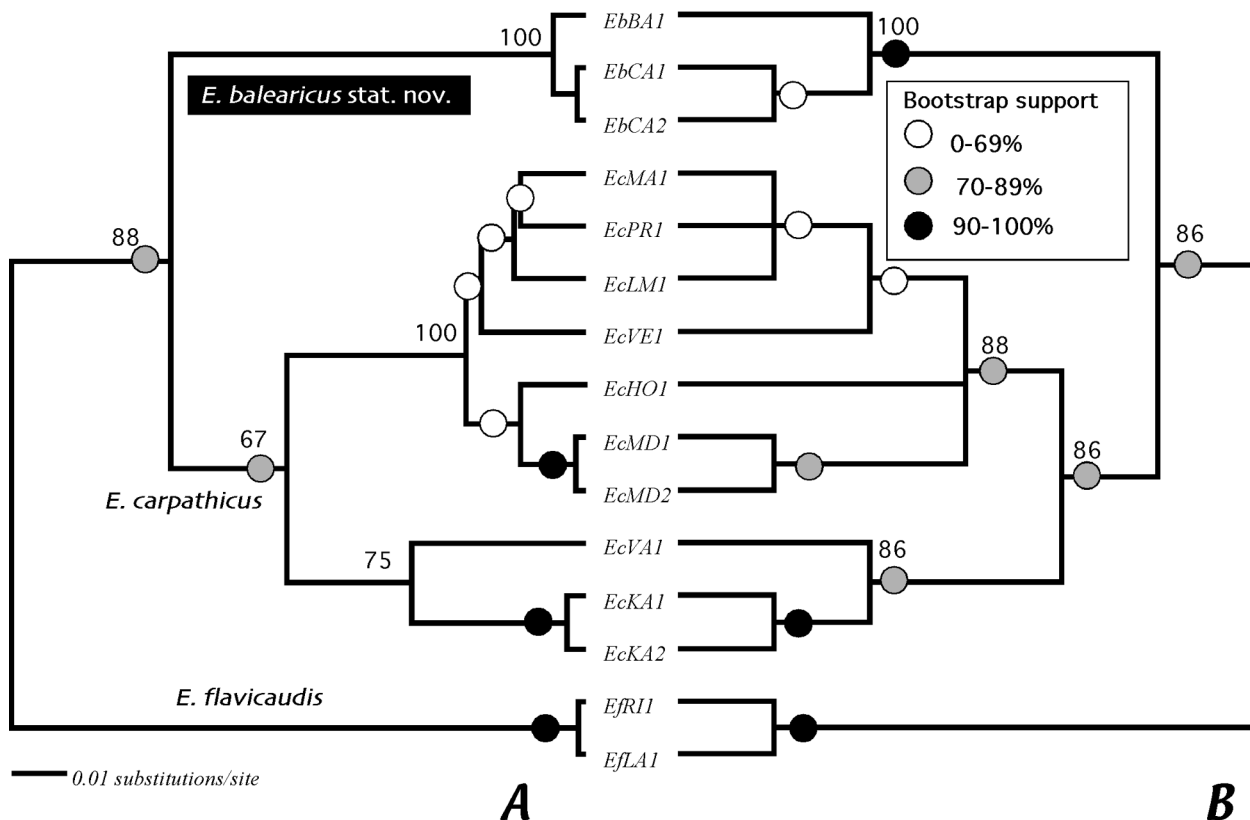 EbBA1
100
100
EbCA1
E. balearicus stat. nov.
EbCA2
Bootstrap support
0-69%
70-89%
90-100%
EcMA1
EcPR1
88
86
EcLM1
EcVE1
100
88
EcHO1
67
EcMD1
86
E. carpathicus
EcMD2
75
EcVA1
86
EcKA1
EcKA2
E. flavicaudis
EfRI1
EfLA1
0.01 substitutions/site
A
B